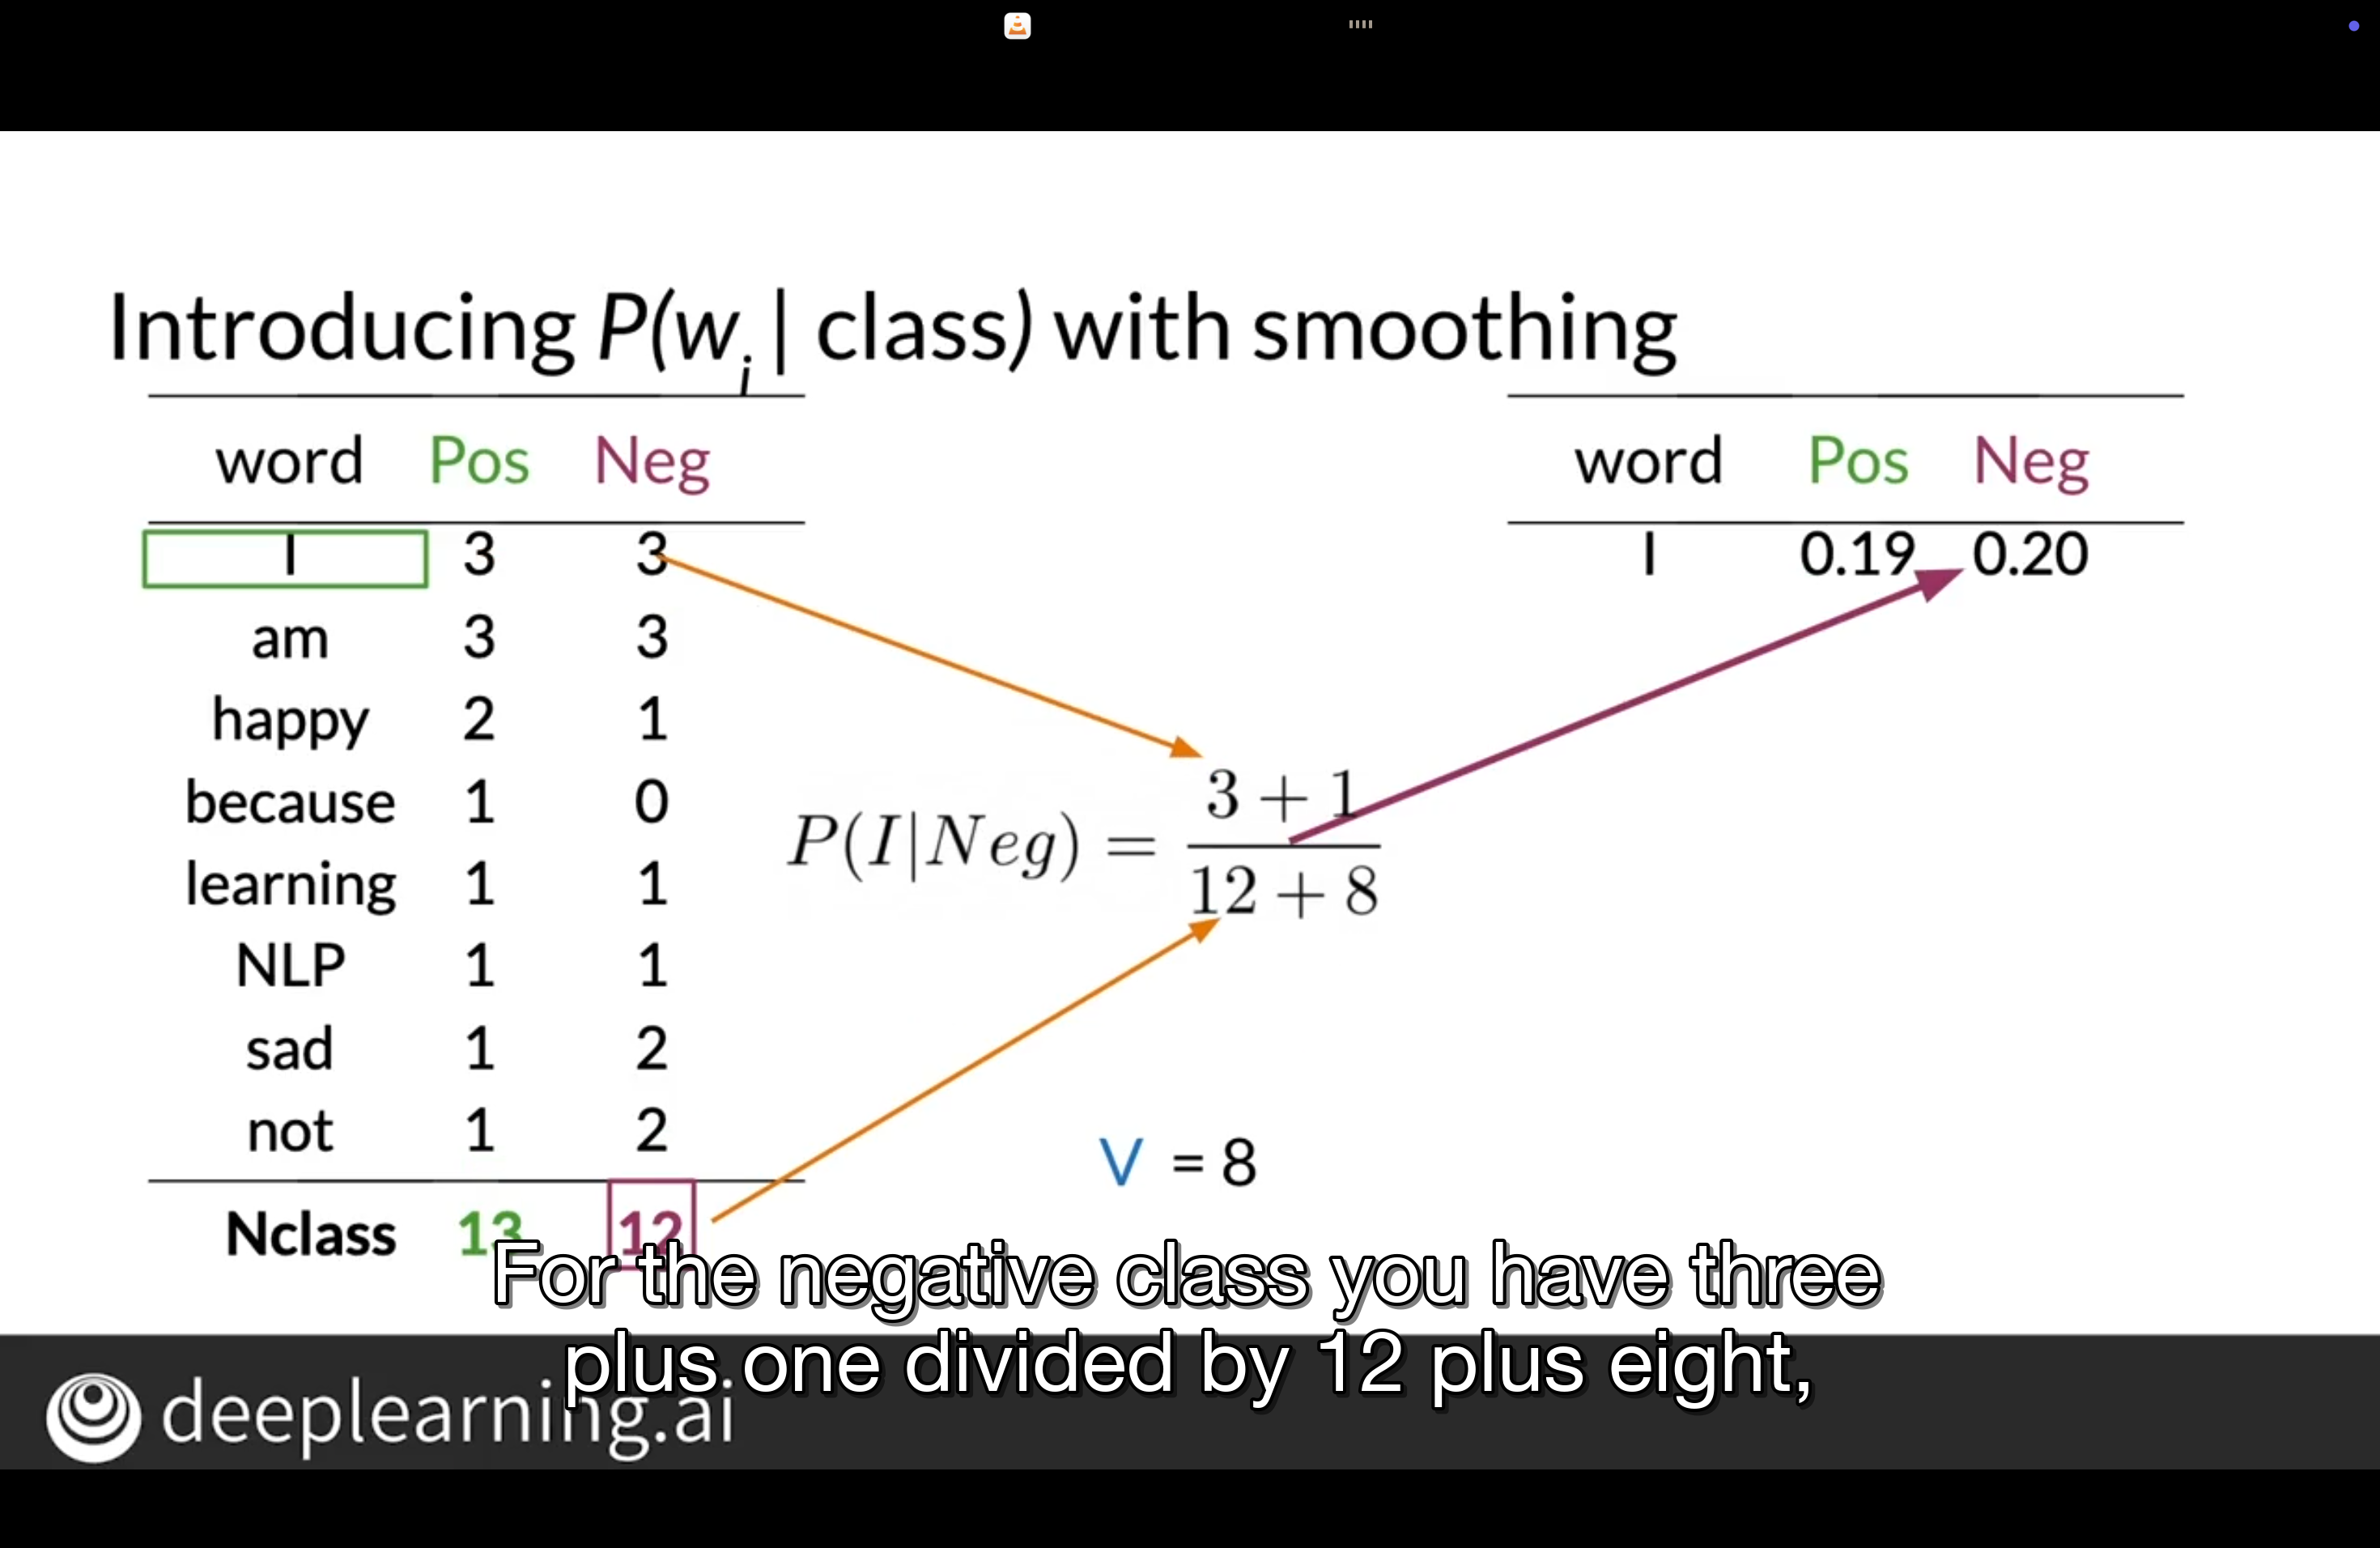 Introducing P(wi | class) with smoothing
word Pos Neg
I 3 3
am 3 3
happy 2 1
because 1 0
learning 1 1
NLP 1 1
sad 1 2
not 1 2
Nclass 13 12
P(I|Neg) = 3 + 1
12 + 8
V = 8
word Pos Neg
I 0.19 0.20
For the negative class you have three
plus one divided by 12 plus eight,
deeplearning.ai